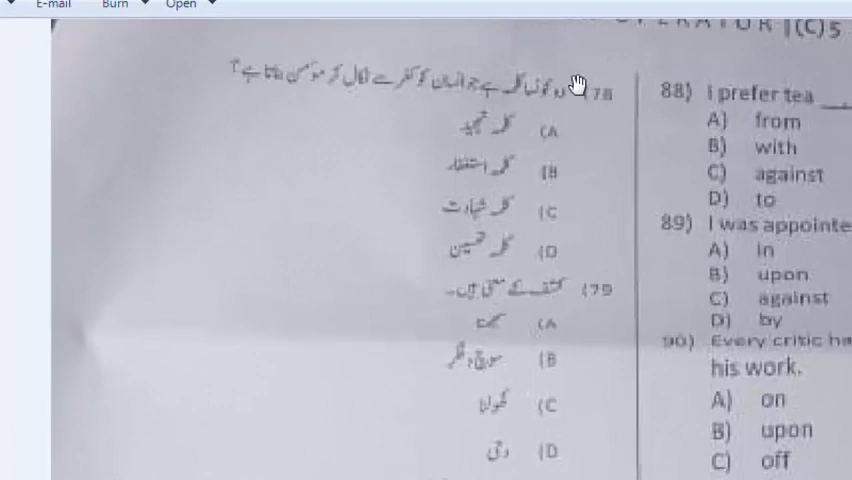 E-mail Burn Open
OPERATOR (C)5
78) وہ کونسا کلمہ ہے جو انسان کو کفر سے نکال کر مومن بناتا ہے؟
A) کلمہ تمجید
B) کلمہ استغفار
C) کلمہ شہادت
D) کلمہ تحسین
79) کشف کے معنی ہیں۔
A)
B) سوچ و فکر
C) کھولنا
D) وحی
88) I prefer tea ___
A) from
B) with
C) against
D) to
89) I was appointe
A) in
B) upon
C) against
D) by
90) Every critic ha
his work.
A) on
B) upon
C) off